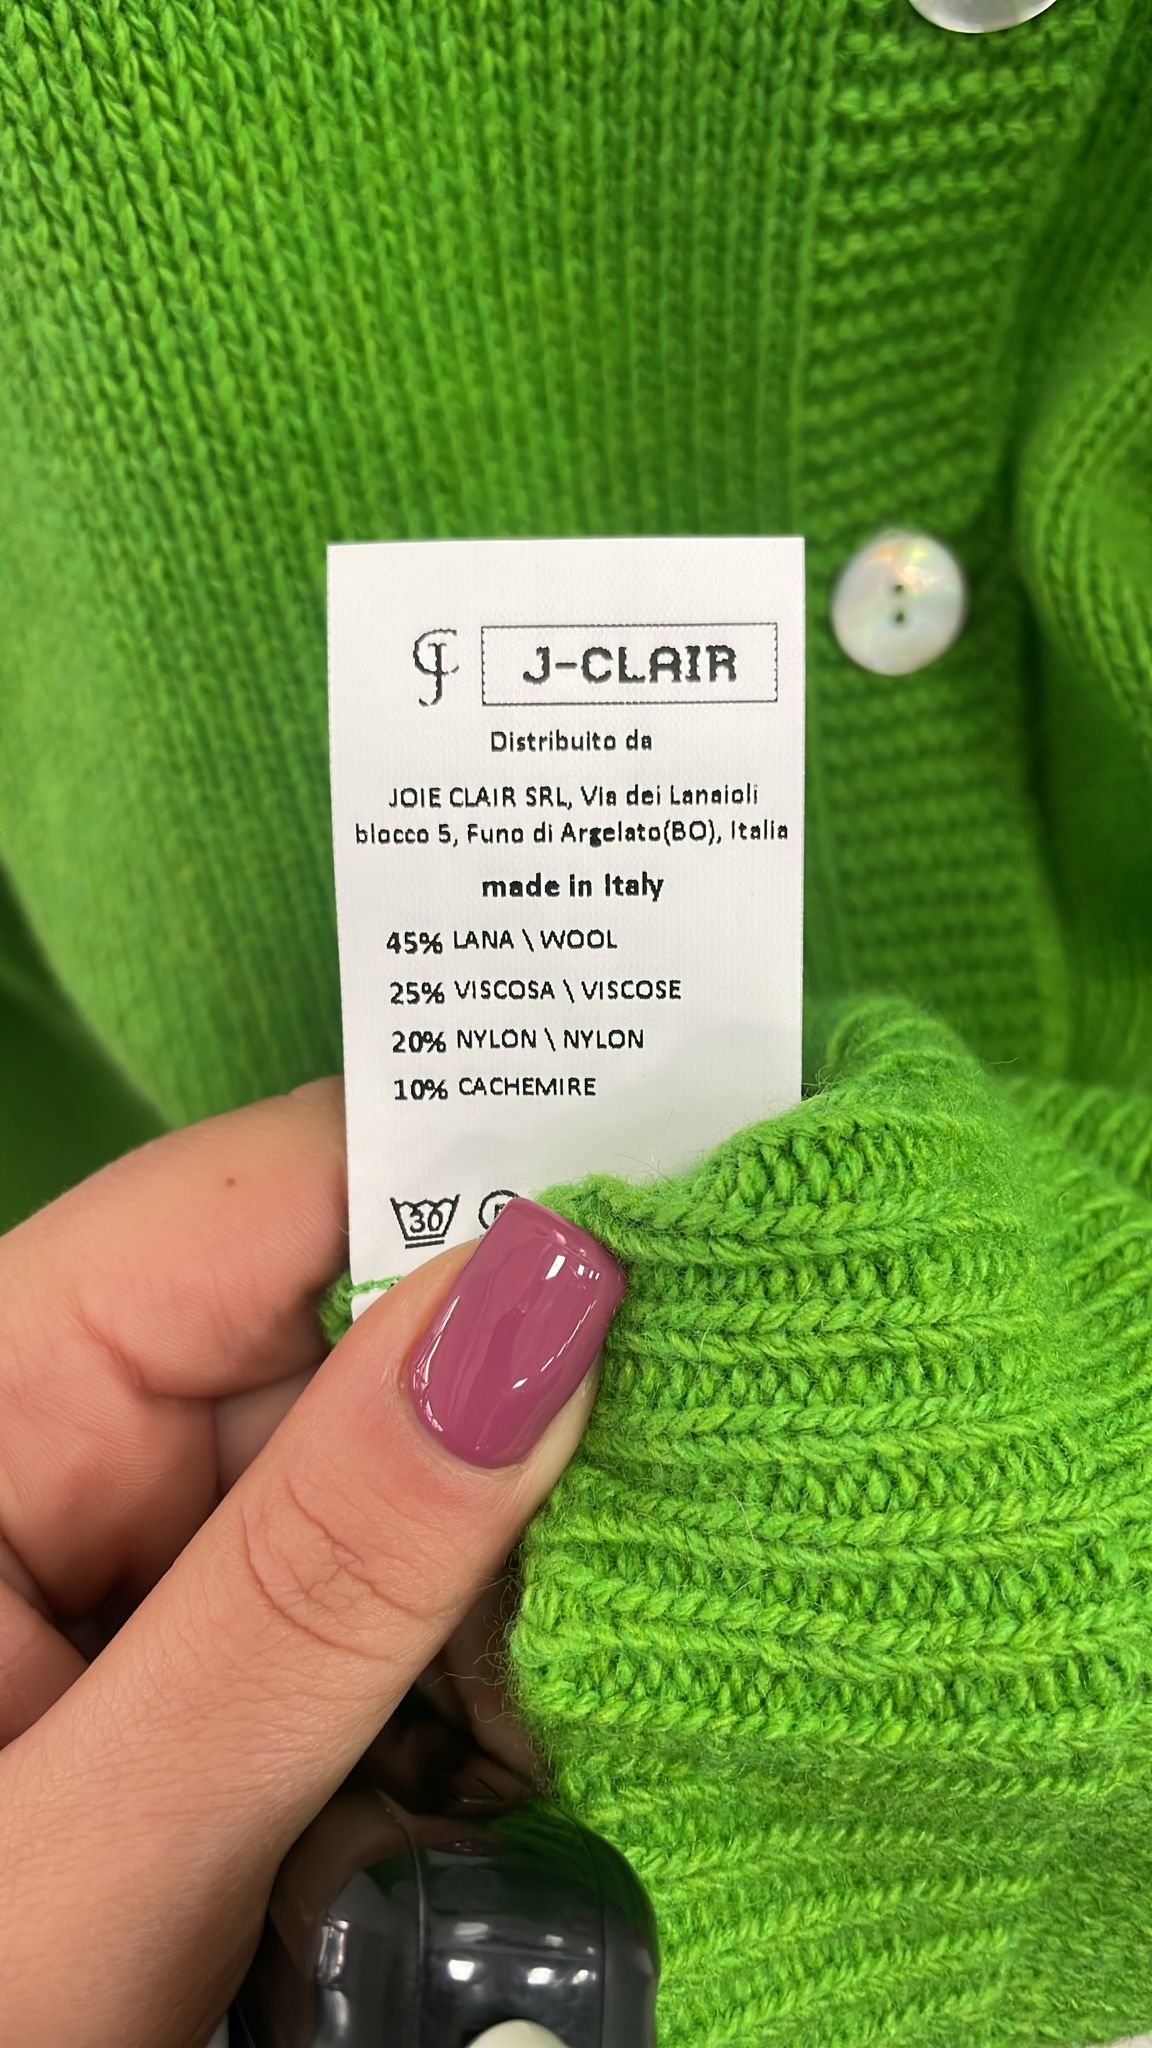 CJ J-CLAIR
Distribuito da
JOIE CLAIR SRL, Via dei Lanaioli
blocco 5, Funo di Argelato(BO), Italia
made in Italy
45% LANA \ WOOL
25% VISCOSA \ VISCOSE
20% NYLON \ NYLON
10% CACHEMIRE
30